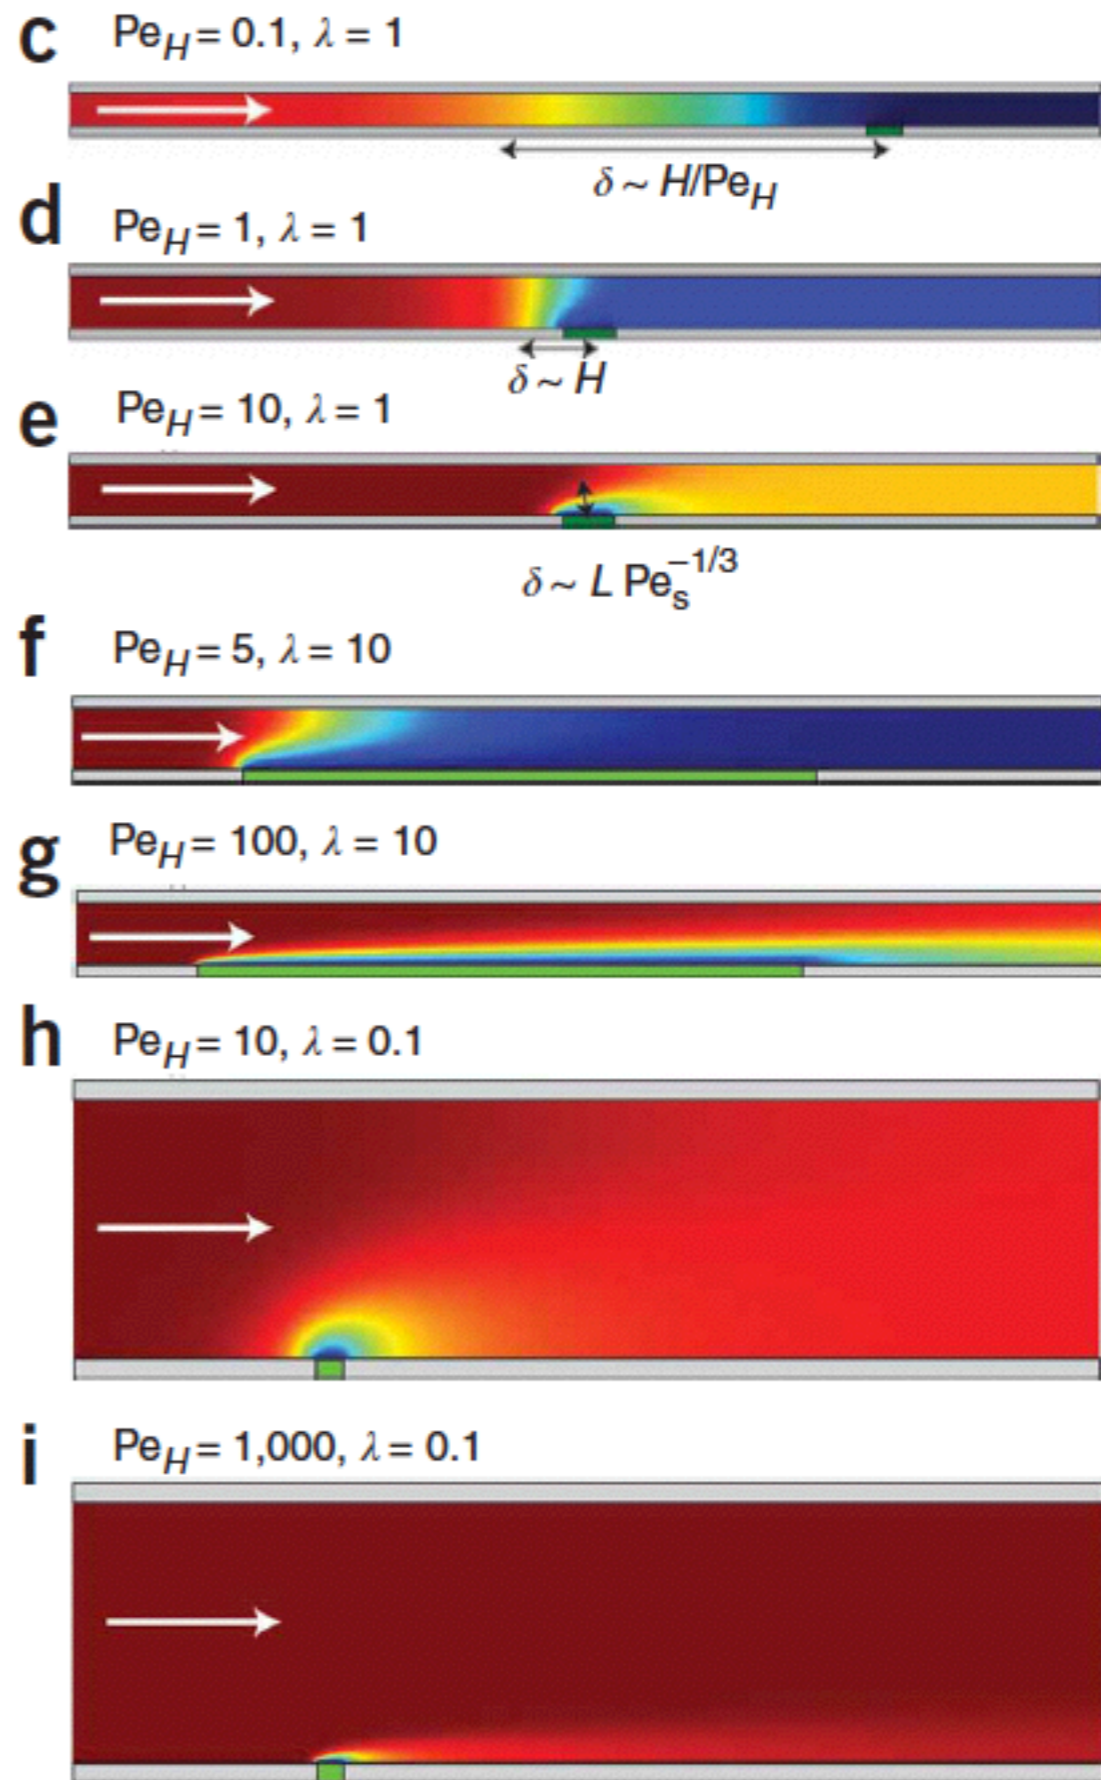 c Pe_H = 0.1, λ = 1
δ ~ H/Pe_H
d Pe_H = 1, λ = 1
δ ~ H
e Pe_H = 10, λ = 1
δ ~ L Pe_s^{-1/3}
f Pe_H = 5, λ = 10
g Pe_H = 100, λ = 10
h Pe_H = 10, λ = 0.1
i Pe_H = 1,000, λ = 0.1